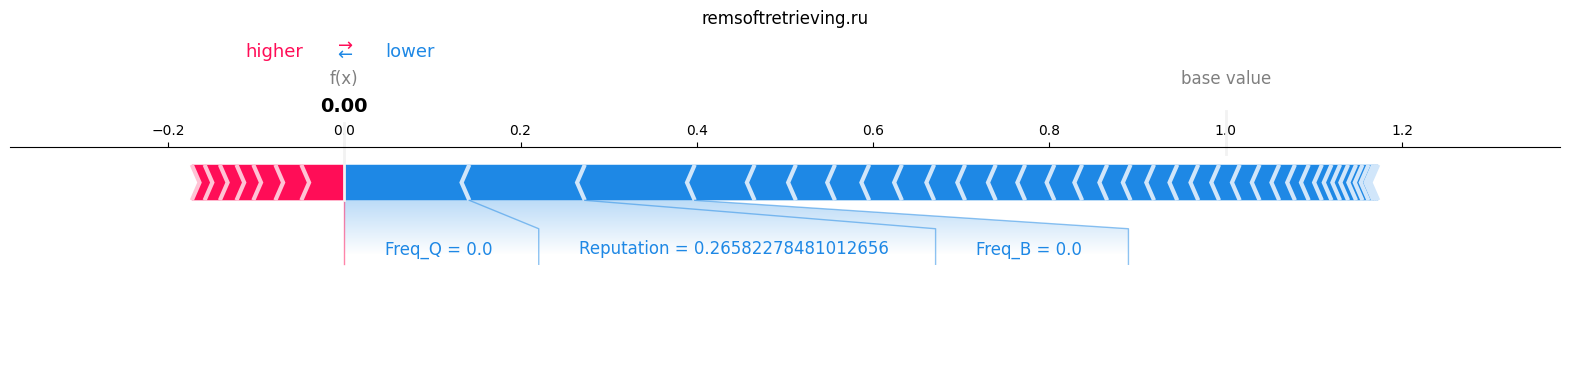 remsoftretrieving.ru
higher ⇄ lower
f(x) base value
0.00
−0.2 0.0 0.2 0.4 0.6 0.8 1.0 1.2
Freq_Q = 0.0 Reputation = 0.26582278481012656 Freq_B = 0.0